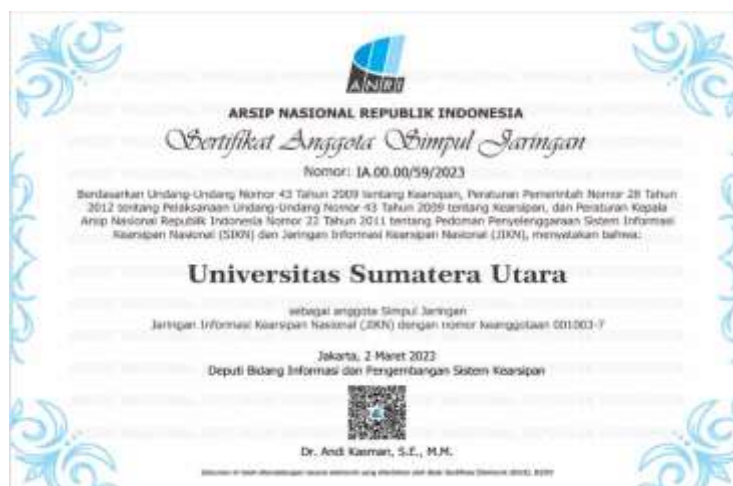 ANRI
ARSIP NASIONAL REPUBLIK INDONESIA
Sertifikat Anggota Simpul Jaringan
Nomor: IA.00.00/59/2023
Berdasarkan Undang-Undang Nomor 43 Tahun 2009 tentang Kearsipan, Peraturan Pemerintah Nomor 28 Tahun
2012 tentang Pelaksanaan Undang-Undang Nomor 43 Tahun 2009 tentang Kearsipan, dan Peraturan Kepala
Arsip Nasional Republik Indonesia Nomor 22 Tahun 2011 tentang Pedoman Penyelenggaraan Sistem Informasi
Kearsipan Nasional (SIKN) dan Jaringan Informasi Kearsipan Nasional (JIKN), menyatakan bahwa:
Universitas Sumatera Utara
sebagai anggota Simpul Jaringan
Jaringan Informasi Kearsipan Nasional (JIKN) dengan nomor keanggotaan 001003-7
Jakarta, 2 Maret 2023
Deputi Bidang Informasi dan Pengembangan Sistem Kearsipan
Dr. Andi Kasman, S.E., M.M.